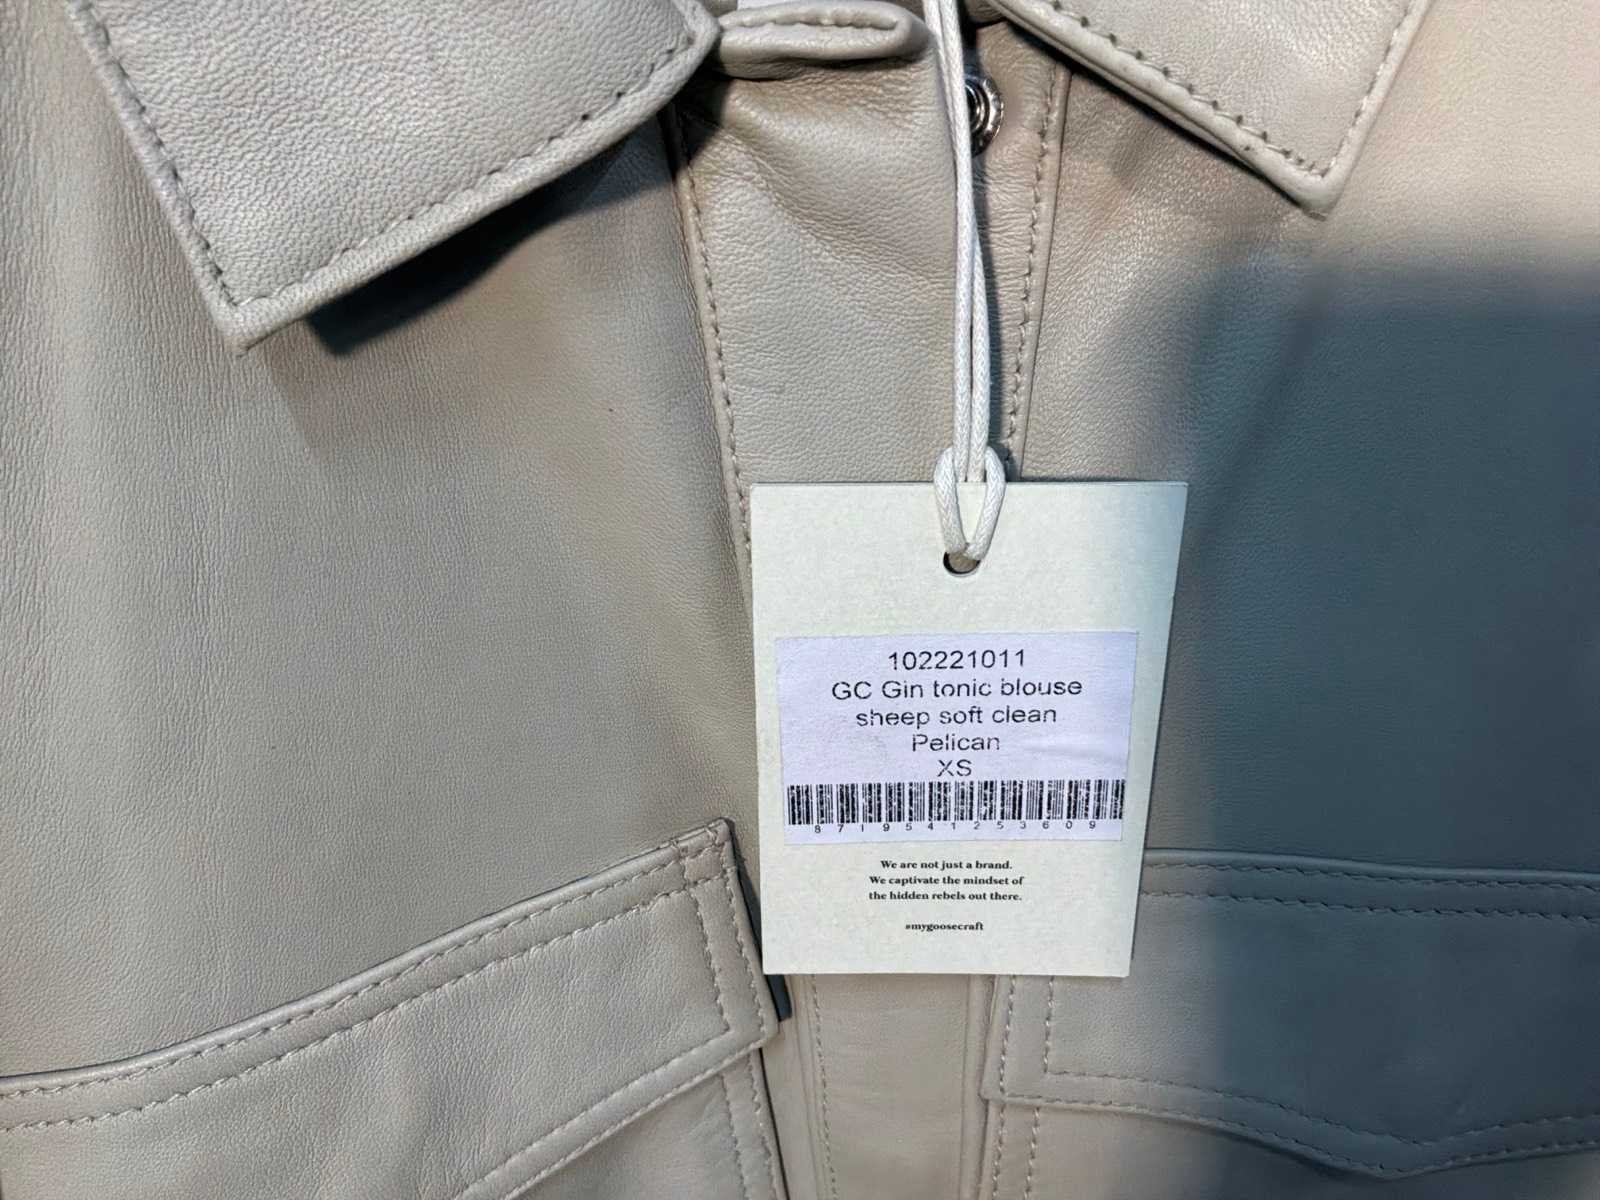 102221011
GC Gin tonic blouse
sheep soft clean
Pelican
XS
8719541253609
We are not just a brand.
We captivate the mindset of
the hidden rebels out there.
#mygoosecraft